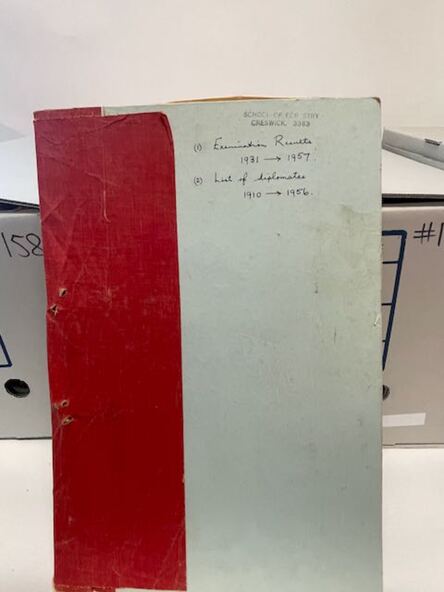 SCHOOL OF FORESTRY
CRESWICK, 3363
(1) Examination Results
1931 → 1957
(2) List of diplomates
1910 → 1956.
158
#1